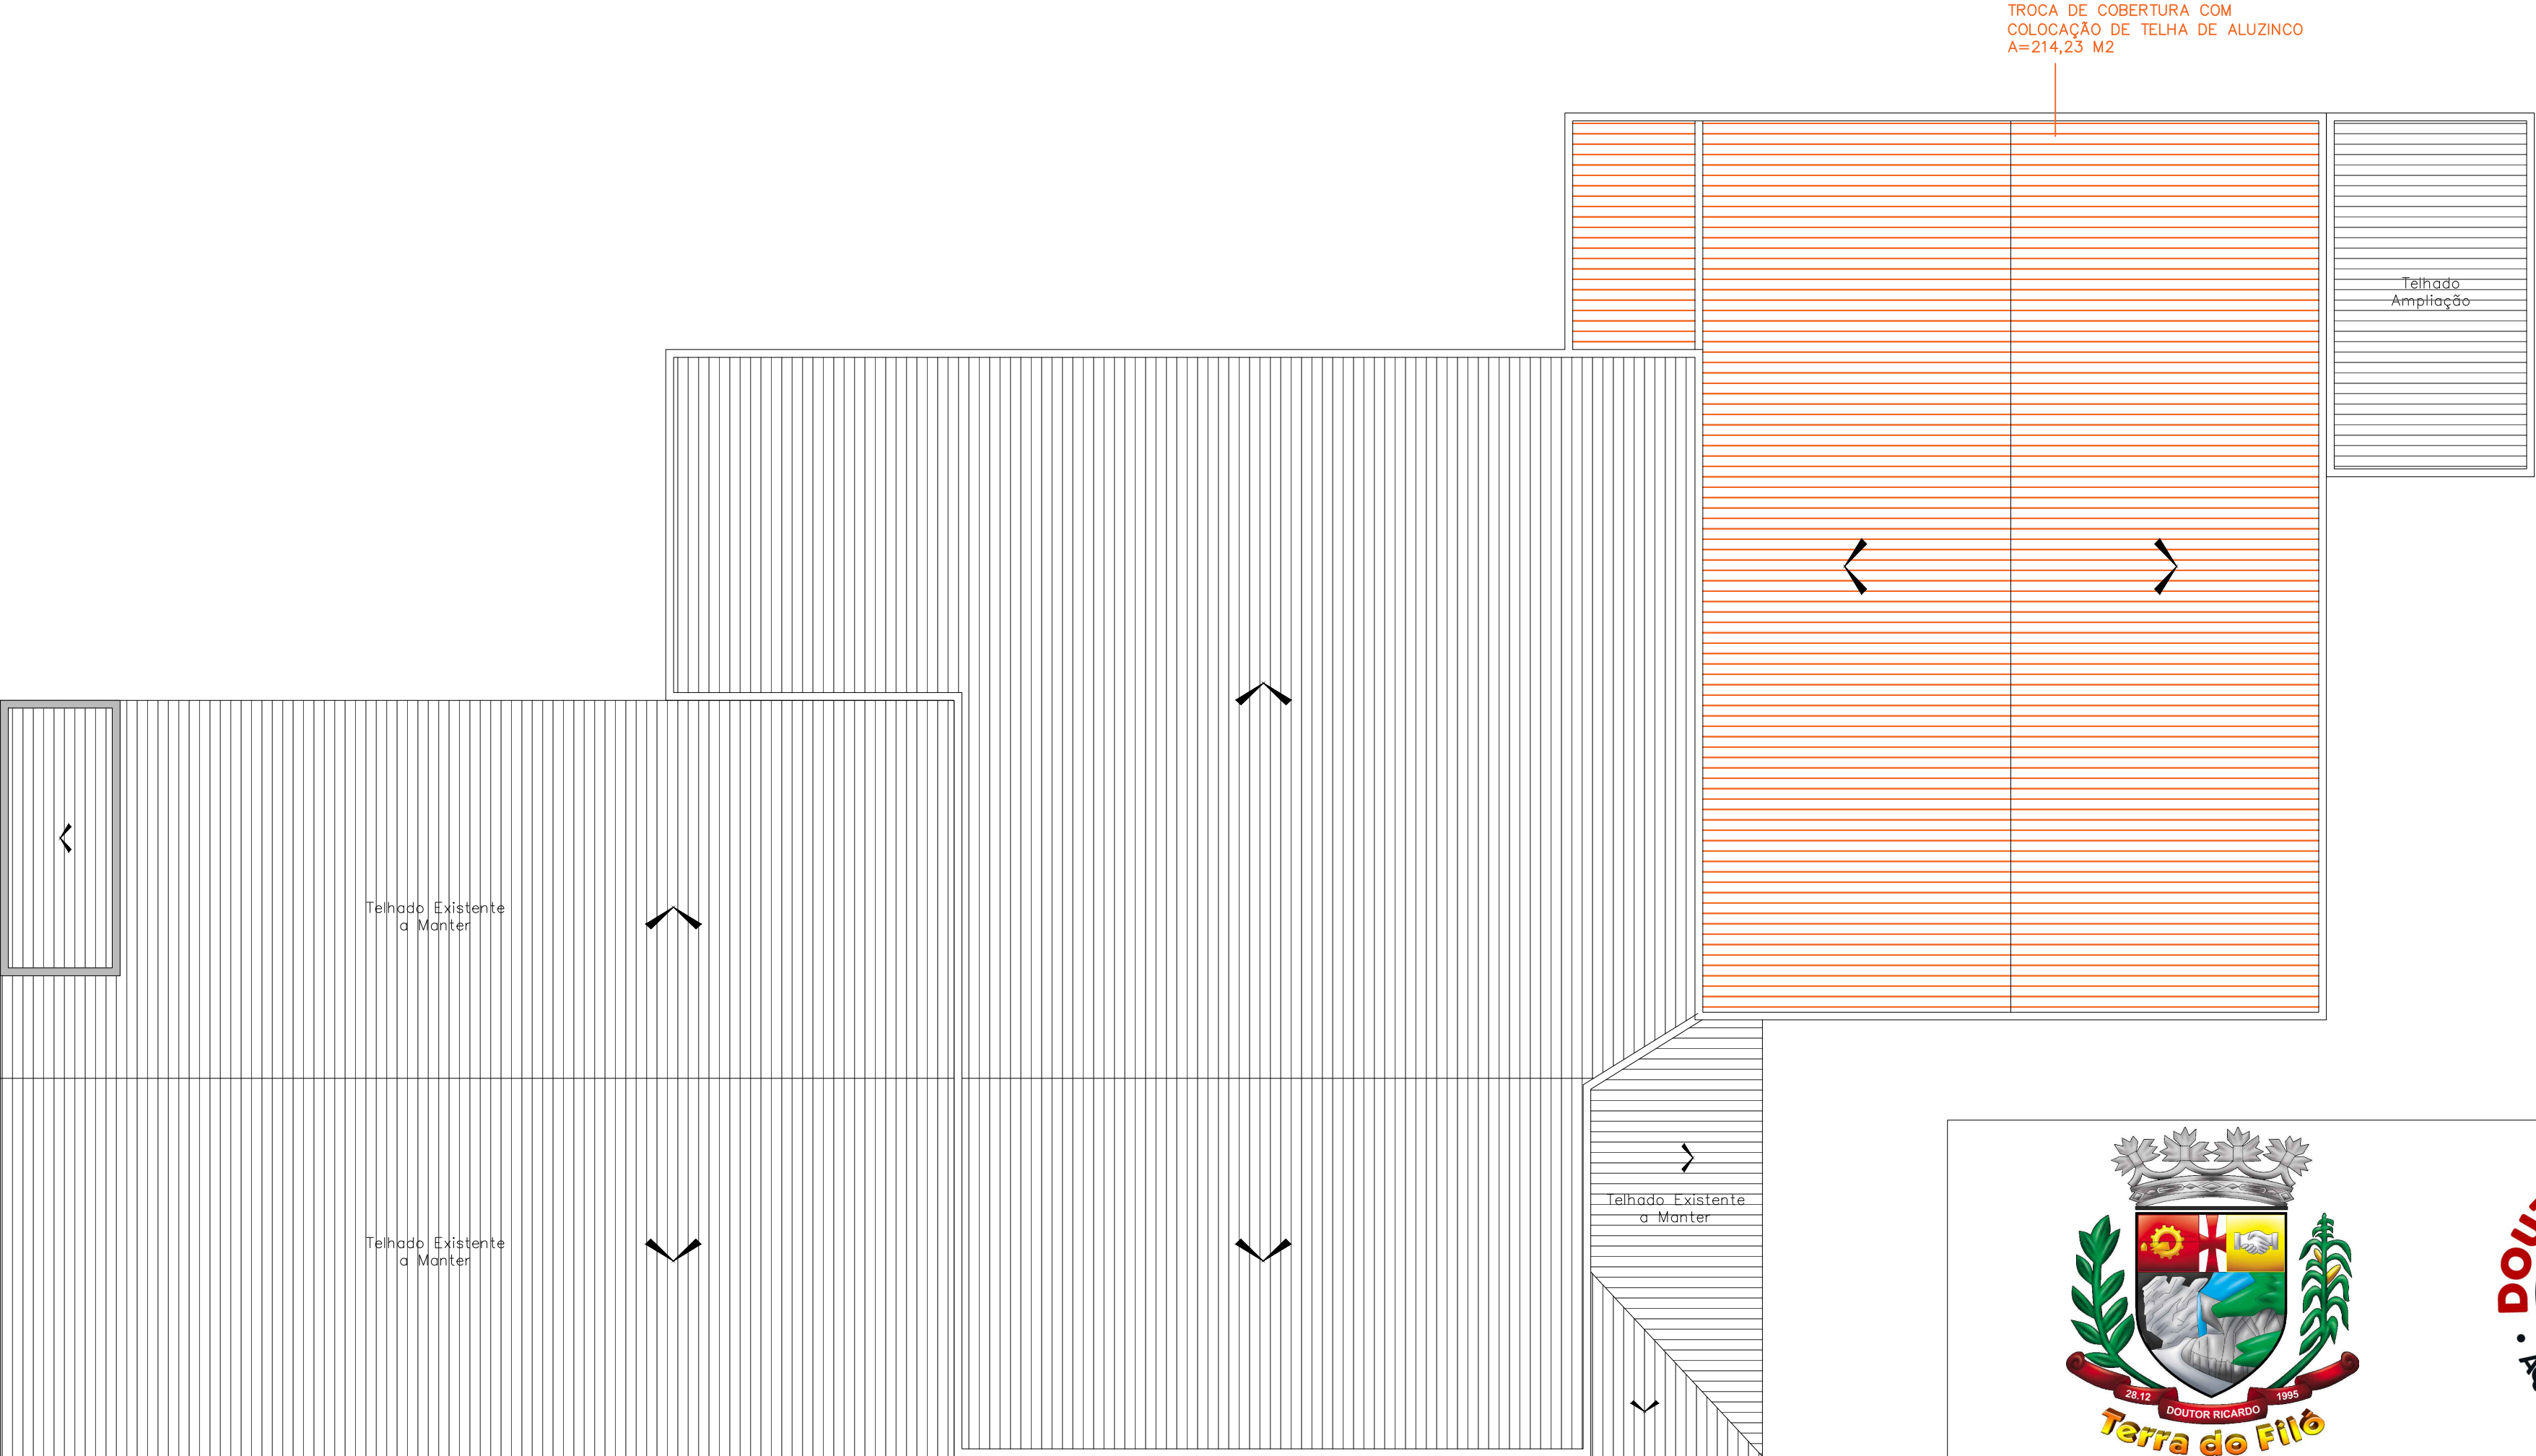 TROCA DE COBERTURA COM
COLOCAÇÃO DE TELHA DE ALUZINCO
A=214,23 M2
Telhado
Ampliação
Telhado Existente
a Manter
Telhado Existente
a Manter
Telhado Existente
a Manter
28.12
DOUTOR RICARDO
1995
Terra do Filó